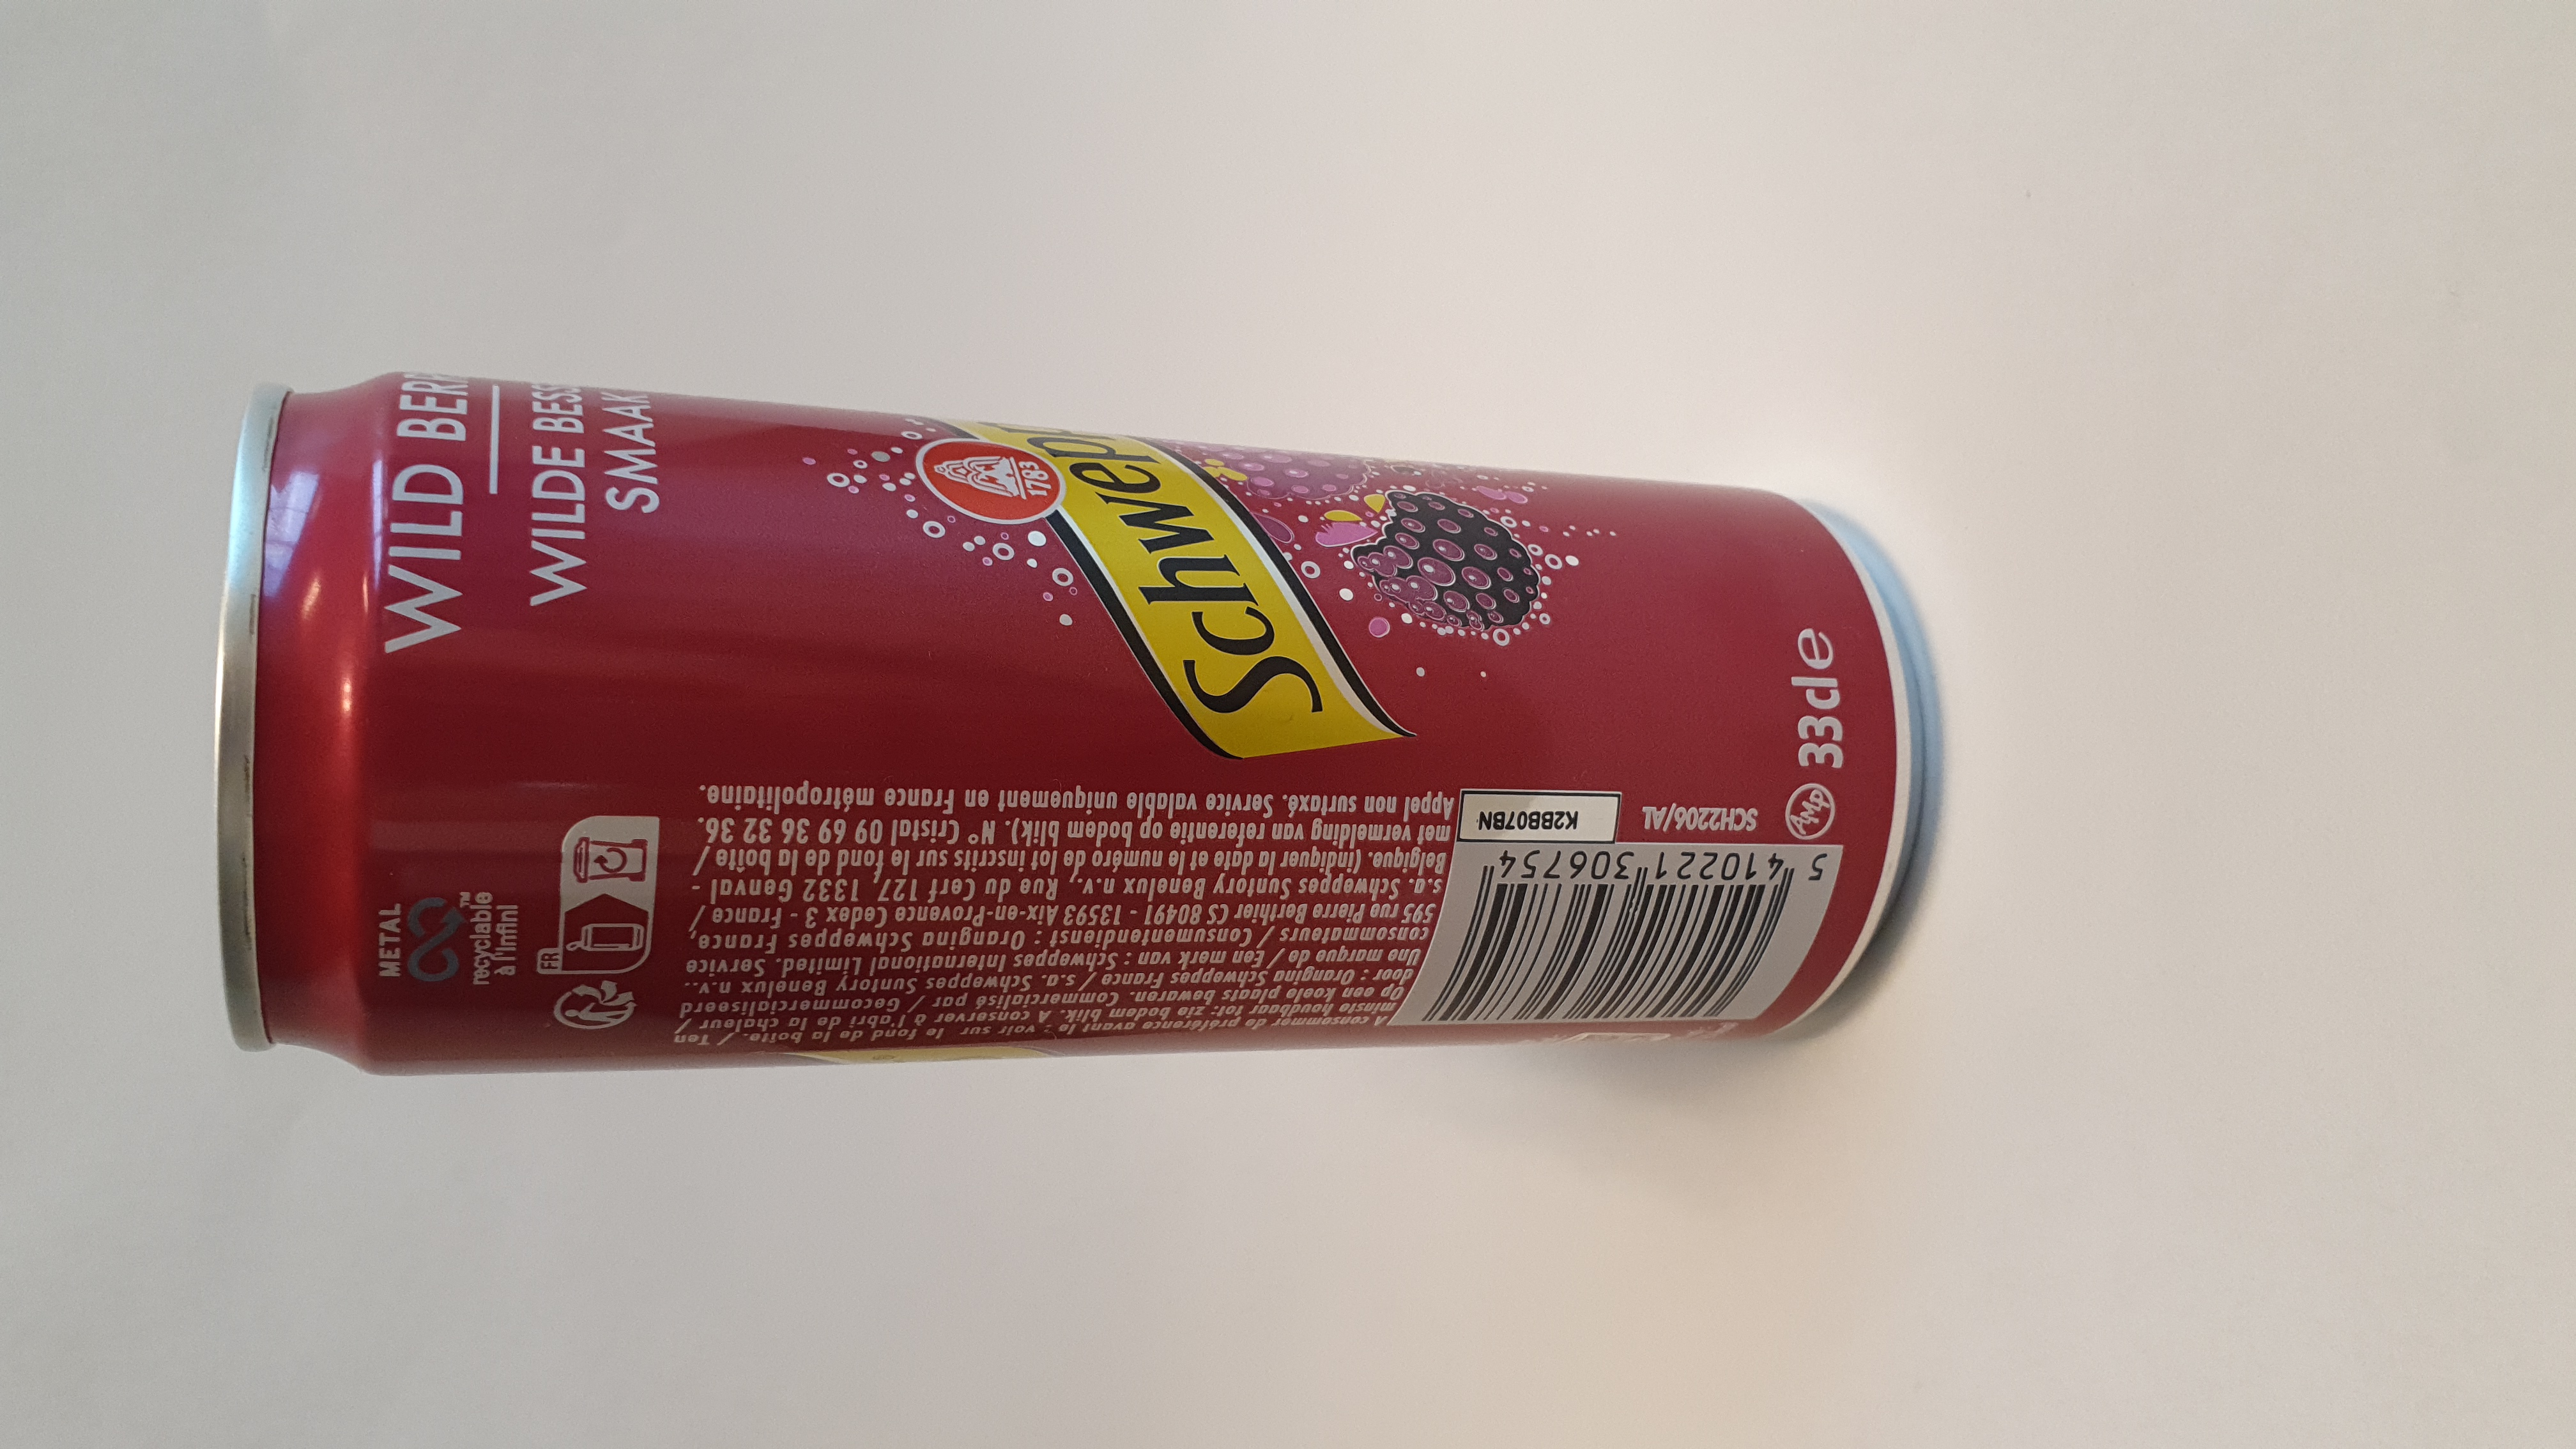 METAL
TM
recyclable
à l'infini
FR
WILD BERR
WILDE BESS
SMAAK
A consommer de préférence avant le : voir sur le fond de la boîte. / Ten
minste houdbaar tot: zie bodem blik. A conserver à l'abri de la chaleur /
Op een koele plaats bewaren. Commercialisé par / Gecommercialiseerd
door : Orangina Schweppes France / s.a. Schweppes Suntory Benelux n.v..
Une marque de / Een merk van : Schweppes International Limited. Service
consommateurs / Consumentendienst : Orangina Schweppes France,
595 rue Pierre Berthier CS 80491 - 13593 Aix-en-Provence Cedex 3 - France /
s.a. Schweppes Suntory Benelux n.v., Rue du Cerf 127, 1332 Genval -
Belgique. (indiquer la date et le numéro de lot inscrits sur le fond de la boîte /
met vermelding van referentie op bodem blik). N° Cristal 09 69 36 32 36.
Appel non surtaxé. Service valable uniquement en France métropolitaine.
1783
Schwepp
5 410221 306754
K2BB07BN
SCH2206/AL
AMP
33cl e